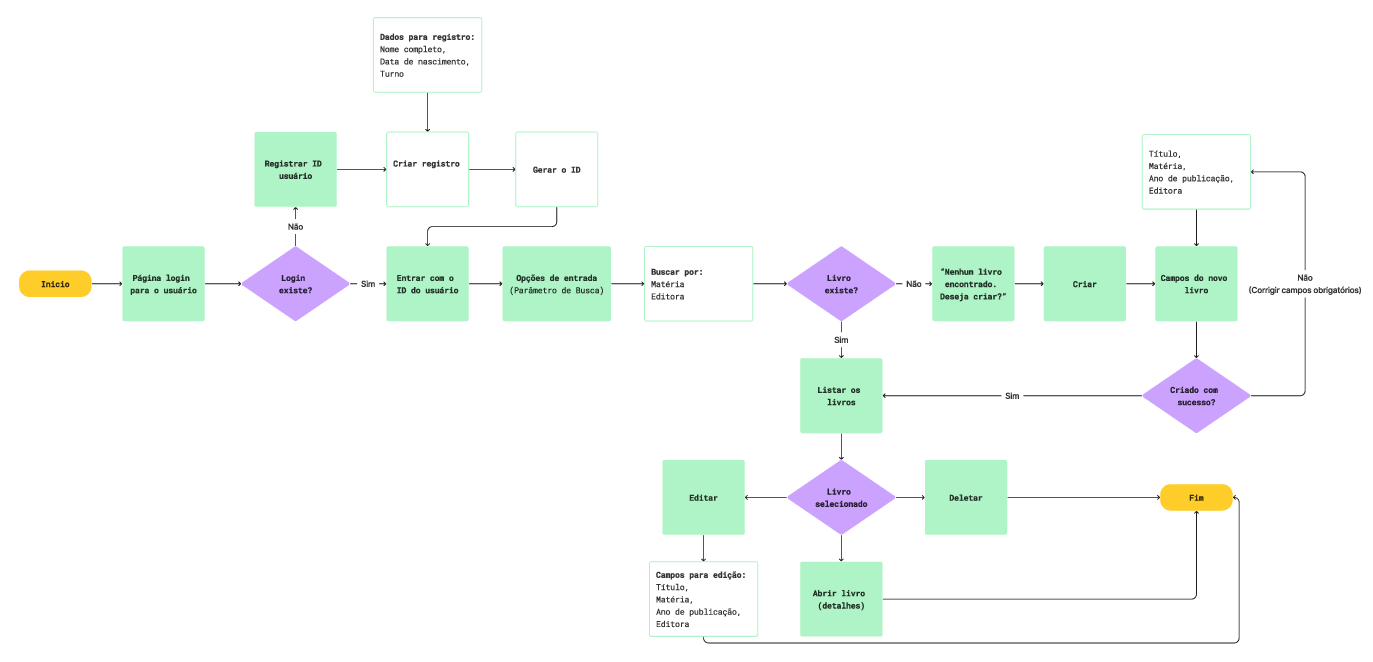 Dados para registro:
Nome completo,
Data de nascimento,
Turno
Registrar ID
usuário
Criar registro
Gerar o ID
Título,
Matéria,
Ano de publicação,
Editora
Não
Início
Página login
para o usuário
Login
existe?
Sim
Entrar com o
ID do usuário
Opções de entrada
(Parâmetro de Busca)
Buscar por:
Matéria
Editora
Livro
existe?
Não
“Nenhum livro
encontrado.
Deseja criar?”
Criar
Campos do novo
livro
Não
(Corrigir campos obrigatórios)
Sim
Listar os
livros
Sim
Criado com
sucesso?
Editar
Livro
selecionado
Deletar
Fim
Campos para edição:
Título,
Matéria,
Ano de publicação,
Editora
Abrir livro
(detalhes)